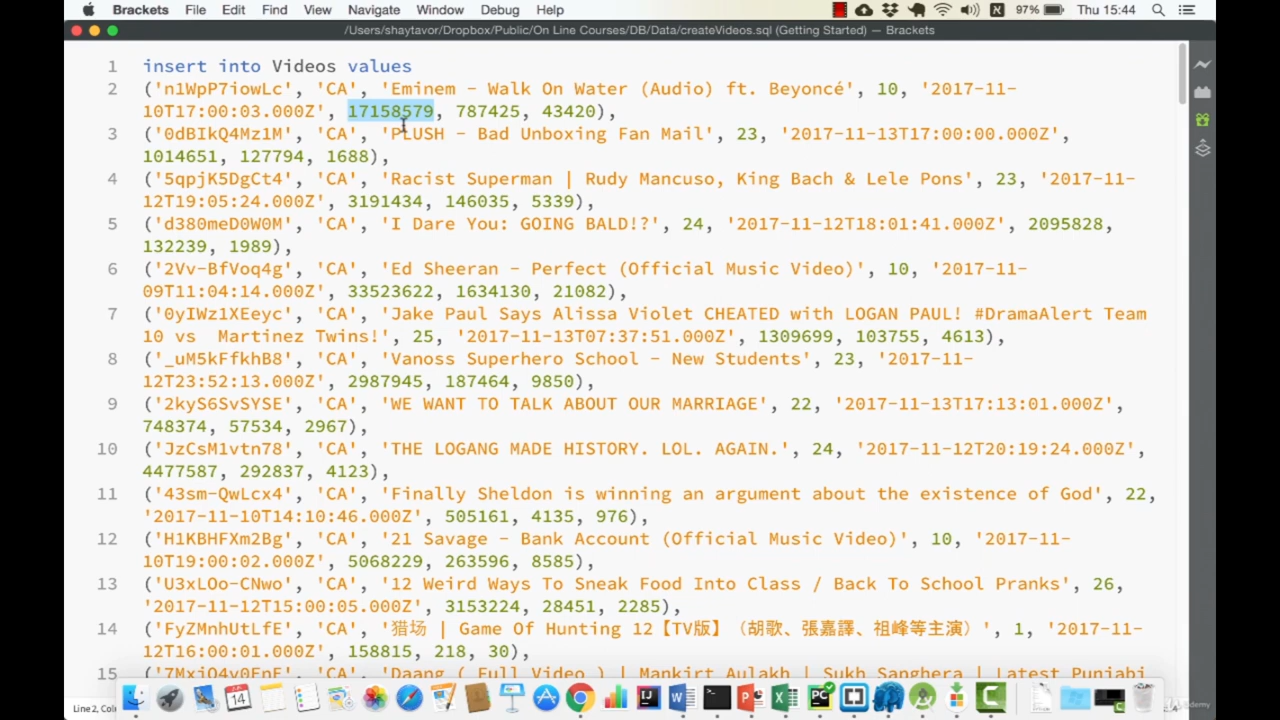 Brackets File Edit Find View Navigate Window Debug Help 97% Thu 15:44
/Users/shaytavor/Dropbox/Public/On Line Courses/DB/Data/createVideos.sql (Getting Started) — Brackets
1 insert into Videos values
2 ('n1WpP7iowLc', 'CA', 'Eminem - Walk On Water (Audio) ft. Beyoncé', 10, '2017-11-
10T17:00:03.000Z', 17158579, 787425, 43420),
3 ('0dBIkQ4Mz1M', 'CA', 'PLUSH - Bad Unboxing Fan Mail', 23, '2017-11-13T17:00:00.000Z',
1014651, 127794, 1688),
4 ('5qpjK5DgCt4', 'CA', 'Racist Superman | Rudy Mancuso, King Bach & Lele Pons', 23, '2017-11-
12T19:05:24.000Z', 3191434, 146035, 5339),
5 ('d380meD0W0M', 'CA', 'I Dare You: GOING BALD!?', 24, '2017-11-12T18:01:41.000Z', 2095828,
132239, 1989),
6 ('2Vv-BfVoq4g', 'CA', 'Ed Sheeran - Perfect (Official Music Video)', 10, '2017-11-
09T11:04:14.000Z', 33523622, 1634130, 21082),
7 ('0yIWz1XEeyc', 'CA', 'Jake Paul Says Alissa Violet CHEATED with LOGAN PAUL! #DramaAlert Team
10 vs  Martinez Twins!', 25, '2017-11-13T07:37:51.000Z', 1309699, 103755, 4613),
8 ('_uM5kFfkhB8', 'CA', 'Vanoss Superhero School - New Students', 23, '2017-11-
12T23:52:13.000Z', 2987945, 187464, 9850),
9 ('2kyS6SvSYSE', 'CA', 'WE WANT TO TALK ABOUT OUR MARRIAGE', 22, '2017-11-13T17:13:01.000Z',
748374, 57534, 2967),
10 ('JzCsM1vtn78', 'CA', 'THE LOGANG MADE HISTORY. LOL. AGAIN.', 24, '2017-11-12T20:19:24.000Z',
4477587, 292837, 4123),
11 ('43sm-QwLcx4', 'CA', 'Finally Sheldon is winning an argument about the existence of God', 22,
'2017-11-10T14:10:46.000Z', 505161, 4135, 976),
12 ('H1KBHFXm2Bg', 'CA', '21 Savage - Bank Account (Official Music Video)', 10, '2017-11-
10T19:00:02.000Z', 5068229, 263596, 8585),
13 ('U3xLOo-CNwo', 'CA', '12 Weird Ways To Sneak Food Into Class / Back To School Pranks', 26,
'2017-11-12T15:00:05.000Z', 3153224, 28451, 2285),
14 ('FyZMnhUtLfE', 'CA', '猎场 | Game Of Hunting 12【TV版】（胡歌、張嘉譯、祖峰等主演）', 1, '2017-11-
12T16:00:01.000Z', 158815, 218, 30),
15 ('7MxiQ4v0EnE', 'CA', 'Daang ( Full Video ) | Mankirt Aulakh | Sukh Sanghera | Latest Punjabi
Line 2, Col
14